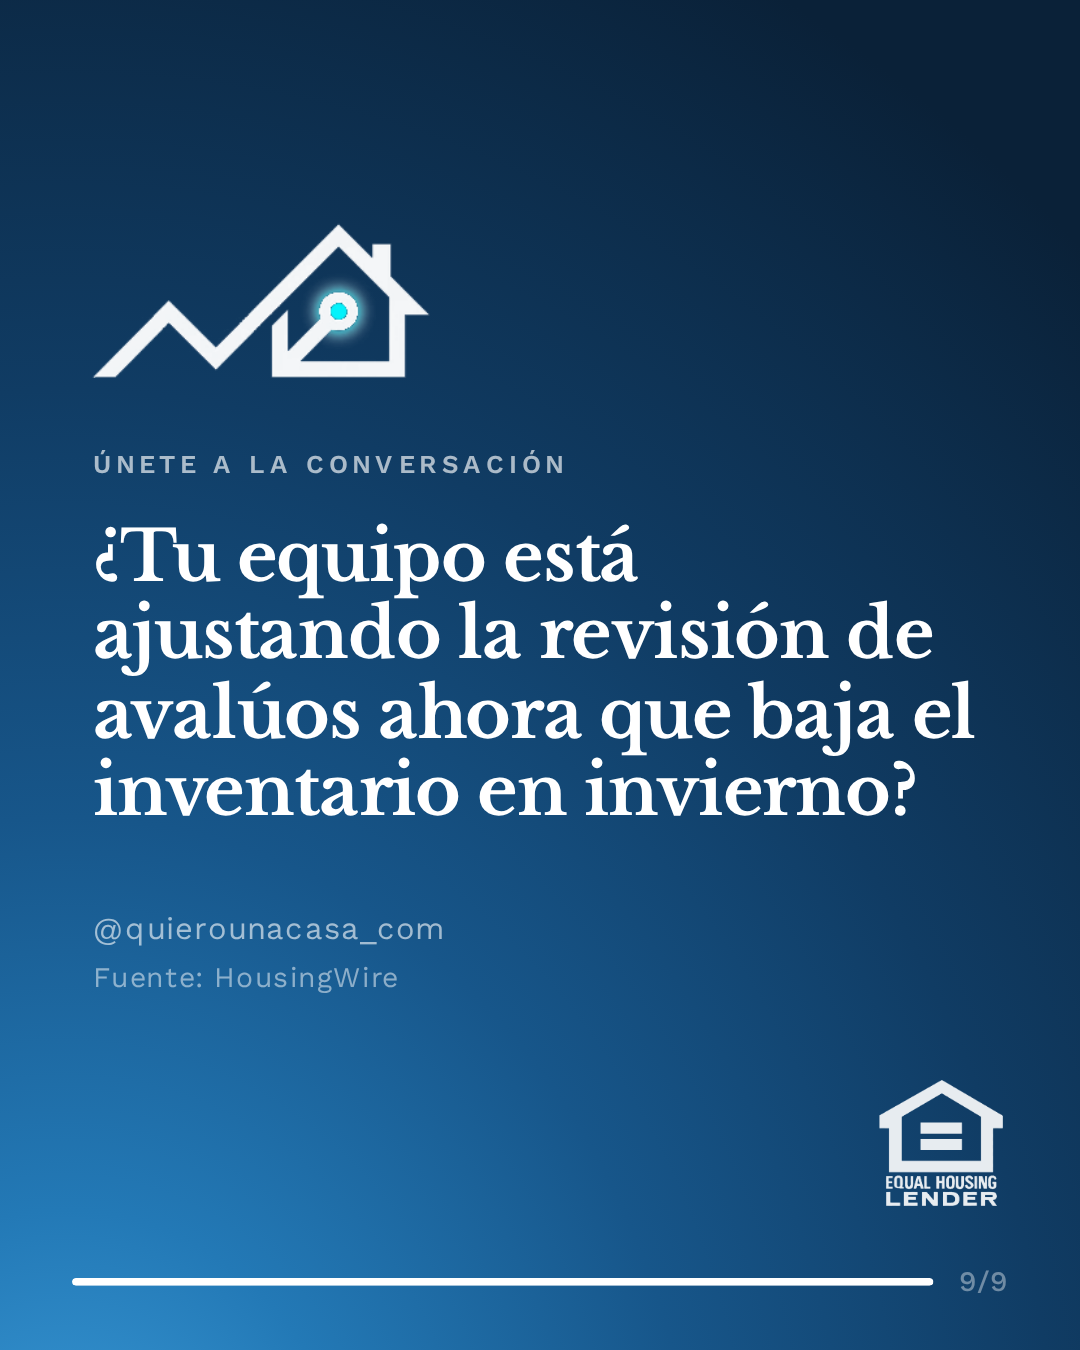 ÚNETE A LA CONVERSACIÓN
¿Tu equipo está
ajustando la revisión de
avalúos ahora que baja el
inventario en invierno?
@quierounacasa_com
Fuente: HousingWire
EQUAL HOUSING
LENDER
9/9